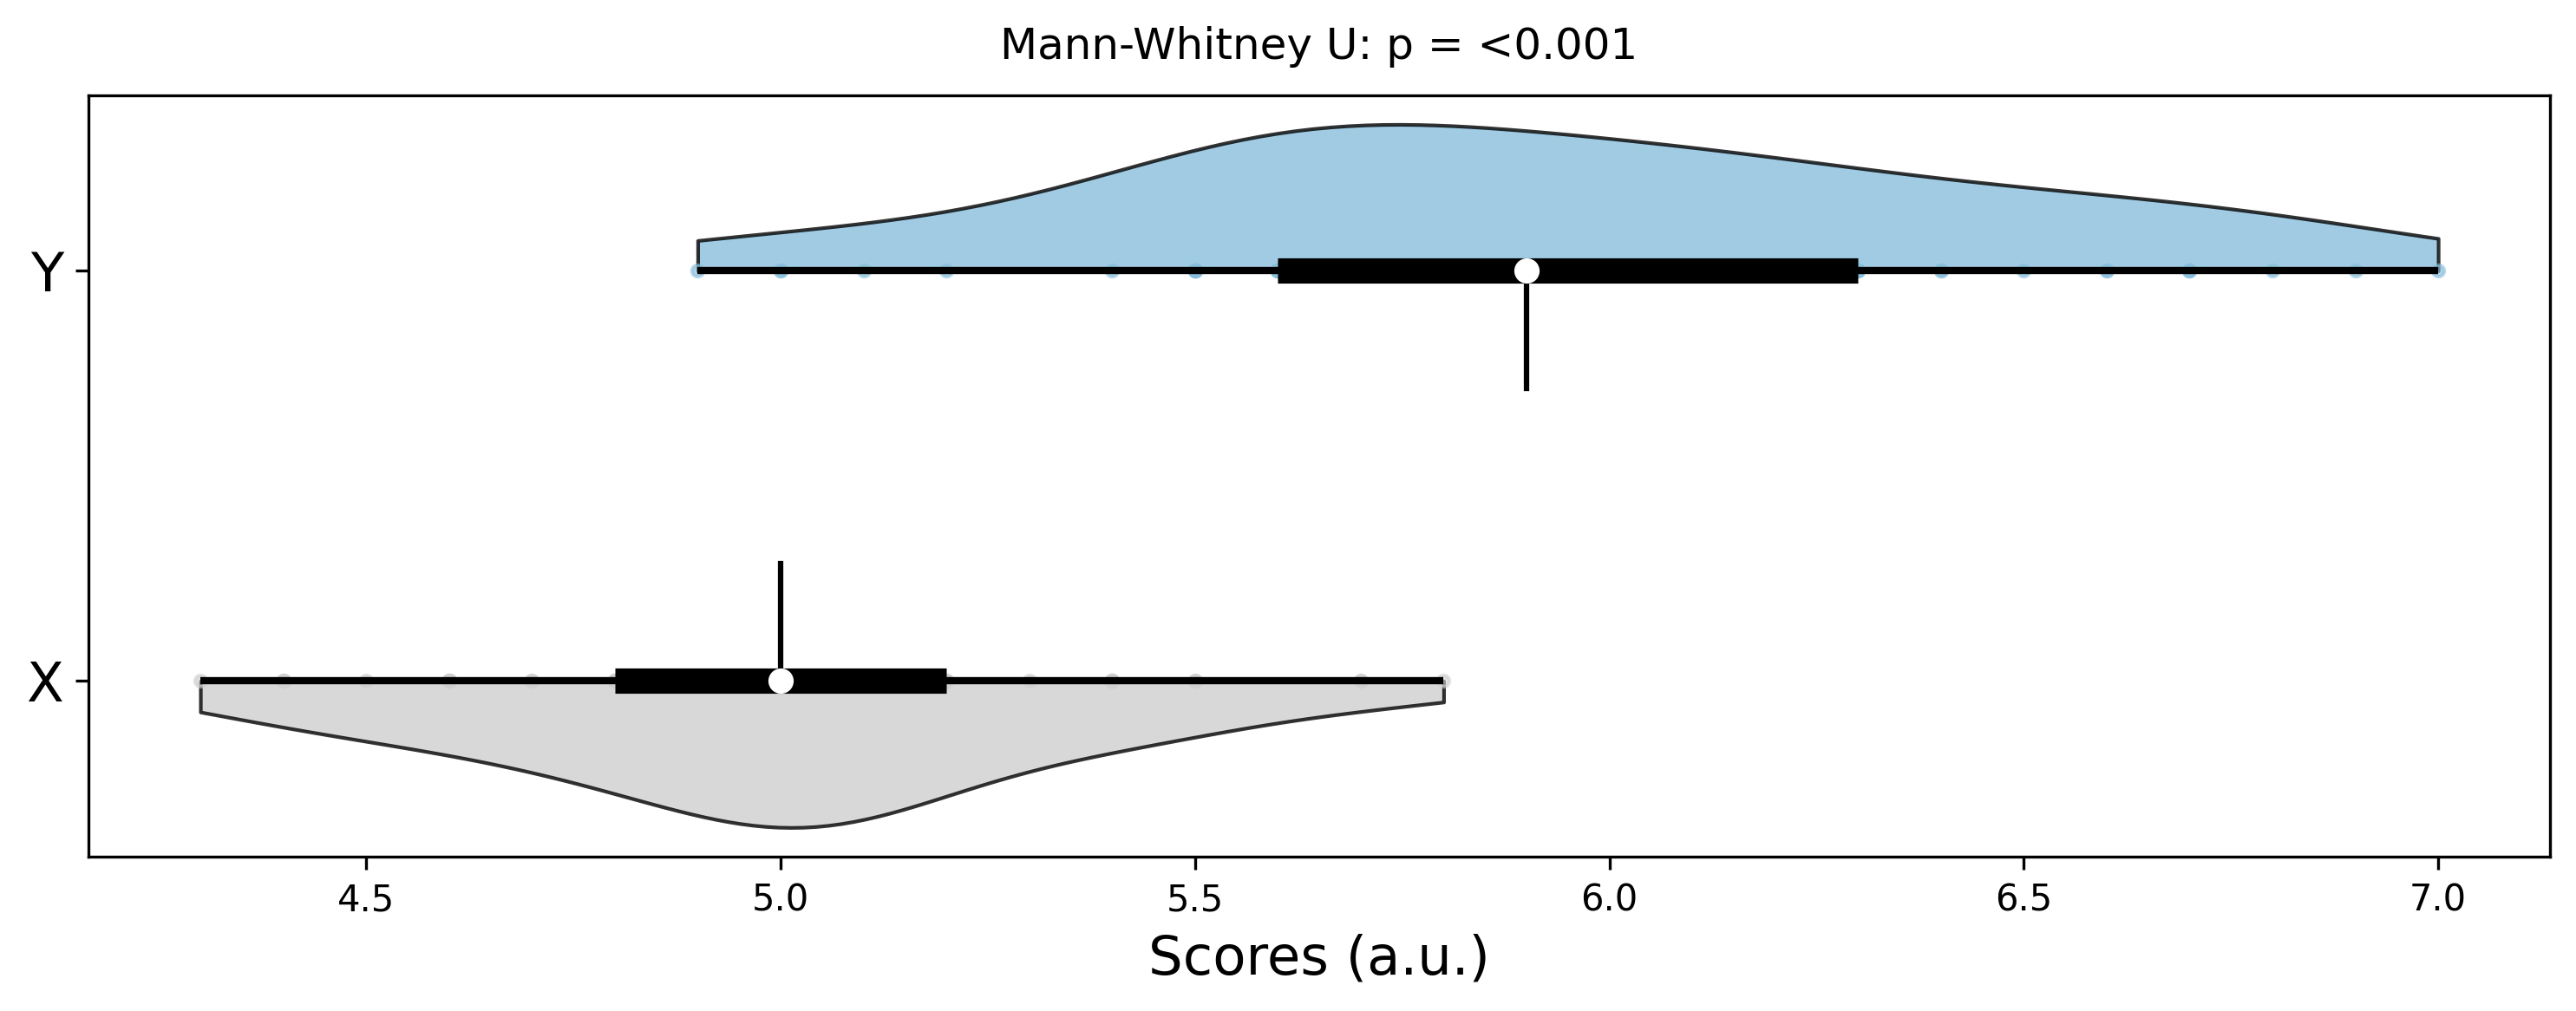 Mann-Whitney U: p = <0.001
Y
X
4.5 5.0 5.5 6.0 6.5 7.0
Scores (a.u.)